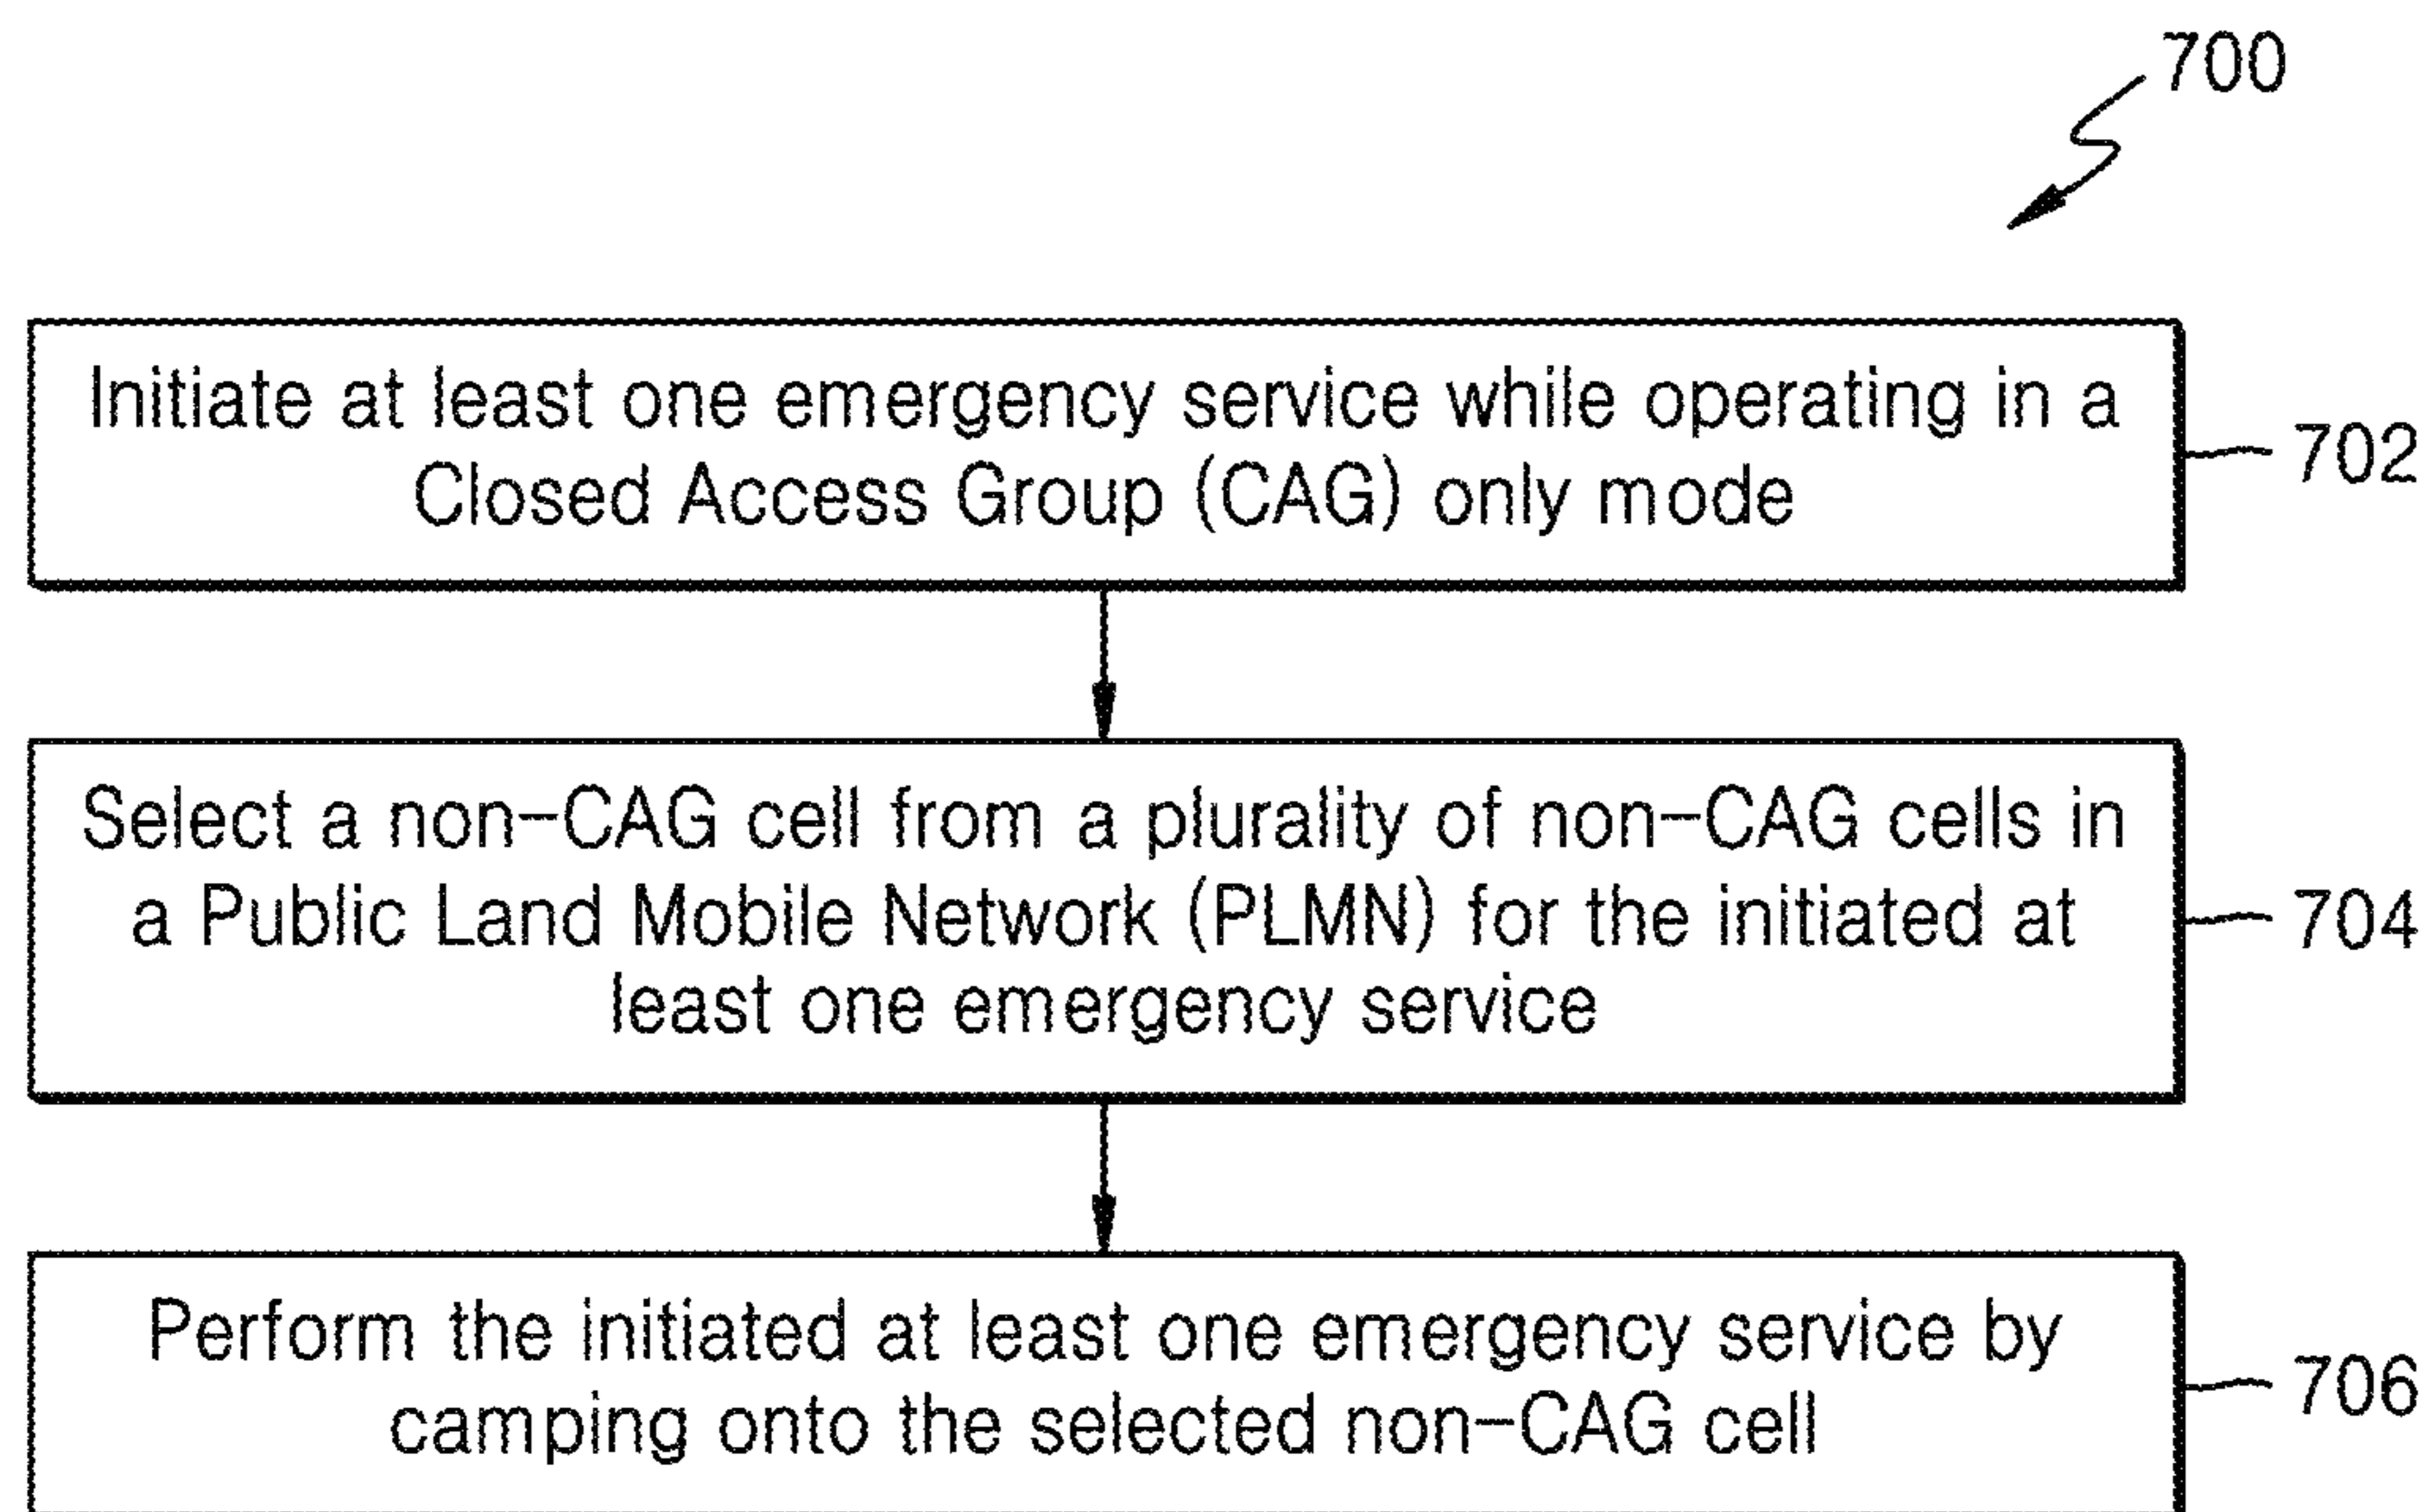 700
Initiate at least one emergency service while operating in a
Closed Access Group (CAG) only mode
702
Select a non-CAG cell from a plurality of non-CAG cells in
a Public Land Mobile Network (PLMN) for the initiated at
least one emergency service
704
Perform the initiated at least one emergency service by
camping onto the selected non-CAG cell
706